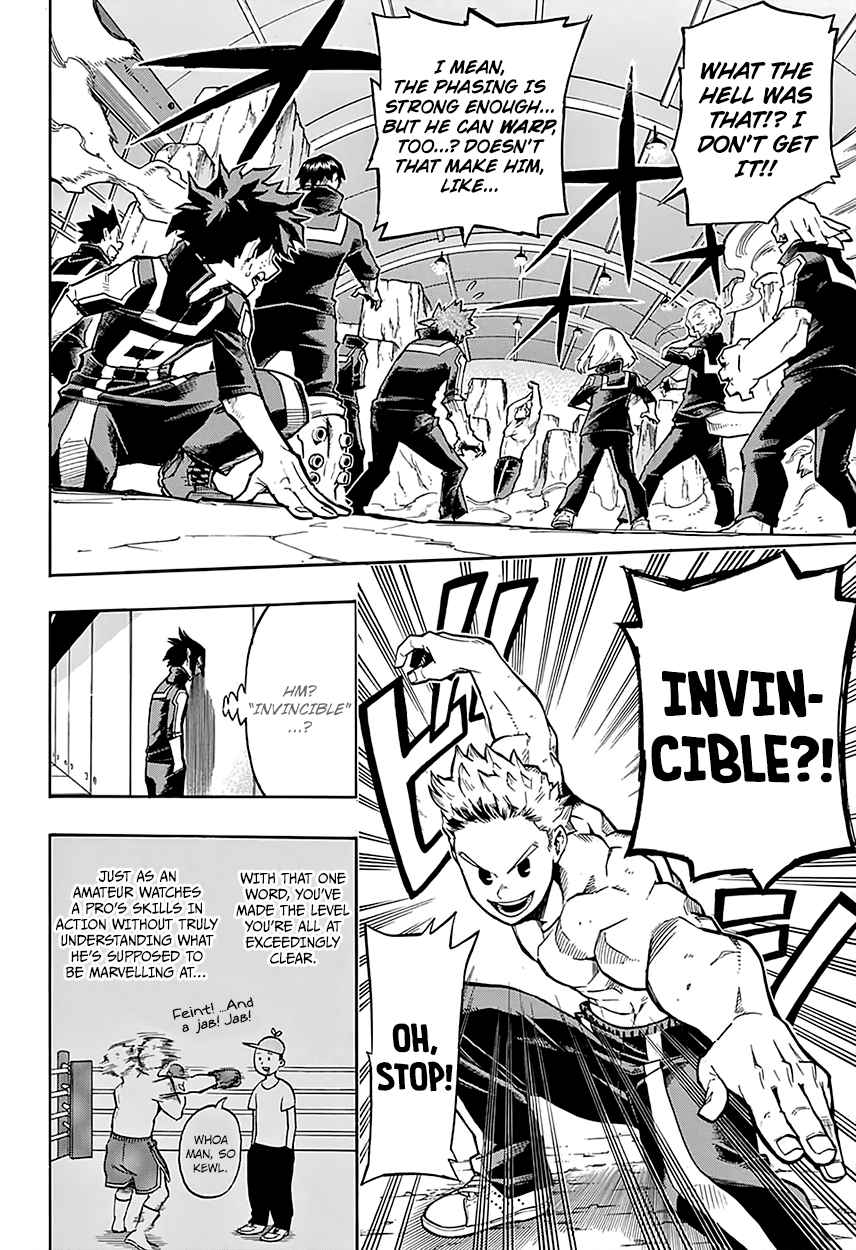 WHAT THE
HELL WAS
THAT!? I
DON'T GET
IT!!
I MEAN,
THE PHASING IS
STRONG ENOUGH...
BUT HE CAN WARP,
TOO...? DOESN'T
THAT MAKE HIM,
LIKE...
INVIN-
CIBLE?!
OH,
STOP!
HM?
"INVINCIBLE"
...?
WITH THAT ONE
WORD, YOU'VE
MADE THE LEVEL
YOU'RE ALL AT
EXCEEDINGLY
CLEAR.
JUST AS AN
AMATEUR WATCHES
A PRO'S SKILLS IN
ACTION WITHOUT TRULY
UNDERSTANDING WHAT
HE'S SUPPOSED TO
BE MARVELLING AT...
Feint! ...And
a jab! Jab!
WHOA
MAN, SO
KEWL.